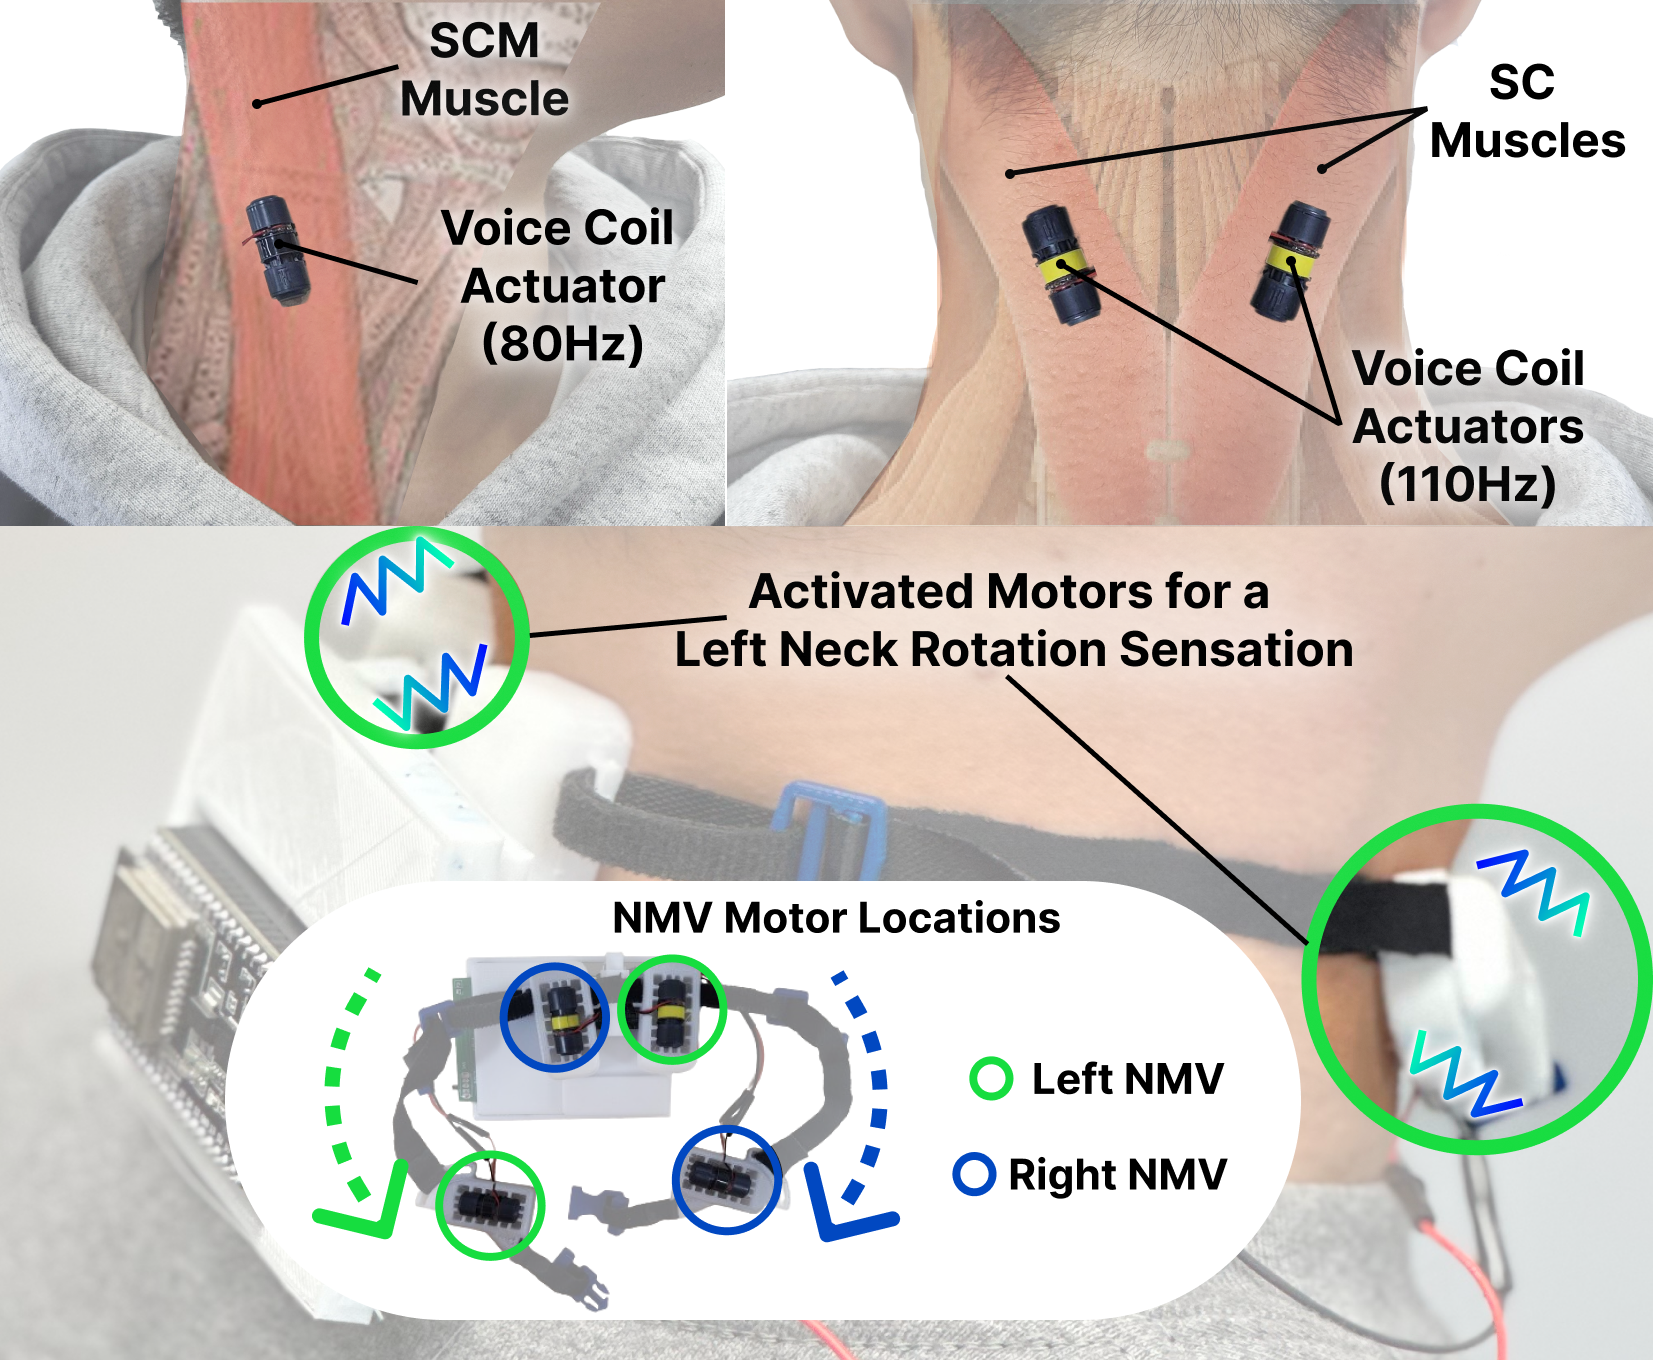 SCM
Muscle
Voice Coil
Actuator
(80Hz)
SC
Muscles
Voice Coil
Actuators
(110Hz)
Activated Motors for a
Left Neck Rotation Sensation
NMV Motor Locations
Left NMV
Right NMV